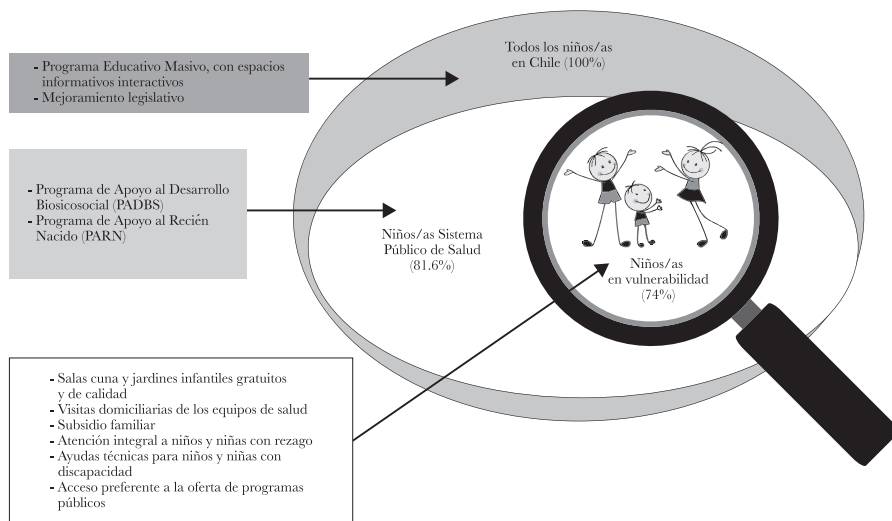 Todos los niños/as
en Chile (100%)
- Programa Educativo Masivo, con espacios
informativos interactivos
- Mejoramiento legislativo
- Programa de Apoyo al Desarrollo
Biosicosocial (PADBS)
- Programa de Apoyo al Recién
Nacido (PARN)
Niños/as Sistema
Público de Salud
(81.6%)
Niños/as
en vulnerabilidad
(74%)
- Salas cuna y jardines infantiles gratuitos
y de calidad
- Visitas domiciliarias de los equipos de salud
- Subsidio familiar
- Atención integral a niños y niñas con rezago
- Ayudas técnicas para niños y niñas con
discapacidad
- Acceso preferente a la oferta de programas
públicos